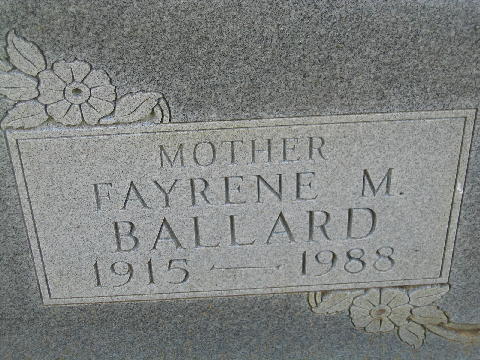 MOTHER
FAYRENE M.
BALLARD
1915 — 1988